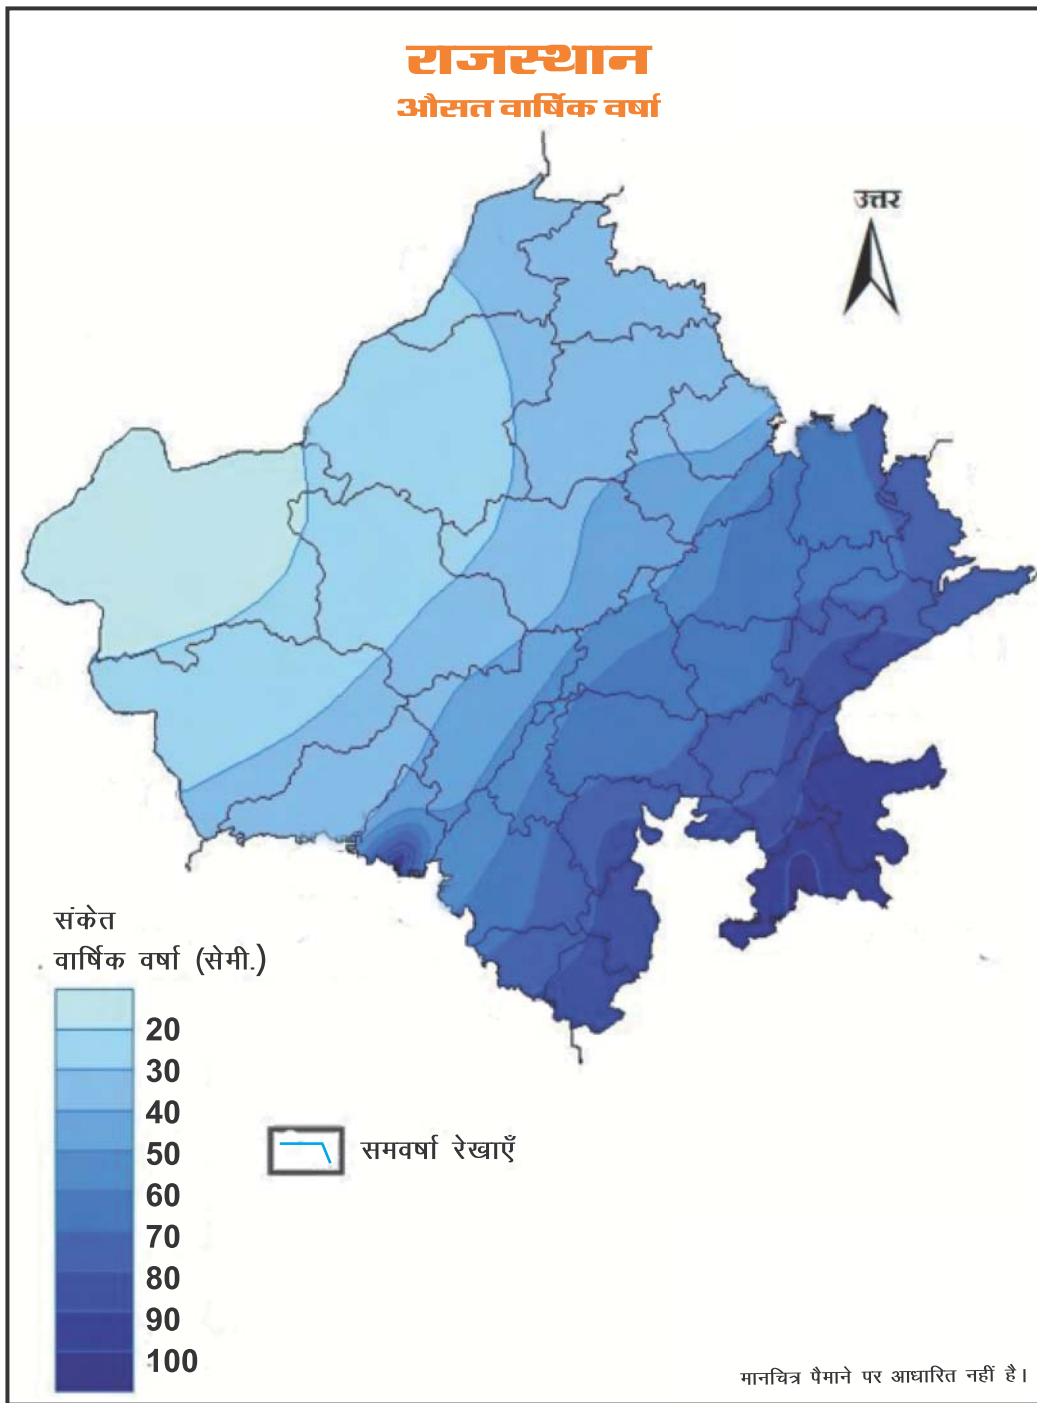 राजस्थान
औसत वार्षिक वर्षा
उत्तर
संकेत
वार्षिक वर्षा (सेमी.)
20
30
40
50
60
70
80
90
100
समवर्षा रेखाएँ
मानचित्र पैमाने पर आधारित नहीं है।